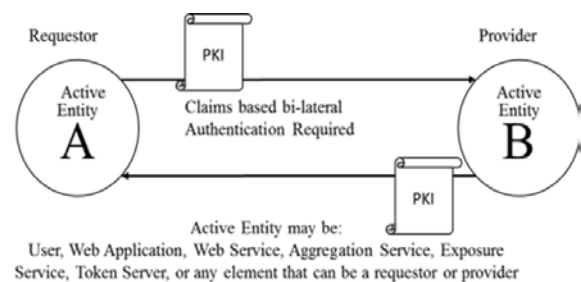 Requestor
Provider
PKI
Active
Entity
A
Active
Entity
B
Claims based bi-lateral
Authentication Required
PKI
Active Entity may be:
User, Web Application, Web Service, Aggregation Service, Exposure
Service, Token Server, or any element that can be a requestor or provider